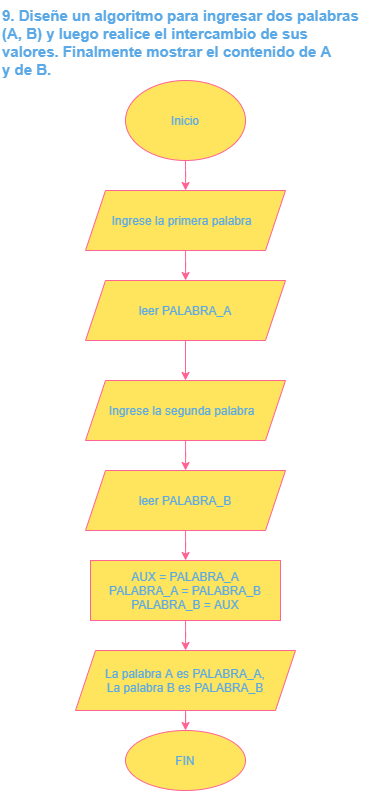 9. Diseñe un algoritmo para ingresar dos palabras
(A, B) y luego realice el intercambio de sus
valores. Finalmente mostrar el contenido de A
y de B.
Inicio
Ingrese la primera palabra
leer PALABRA_A
Ingrese la segunda palabra
leer PALABRA_B
AUX = PALABRA_A
PALABRA_A = PALABRA_B
PALABRA_B = AUX
La palabra A es PALABRA_A,
La palabra B es PALABRA_B
FIN